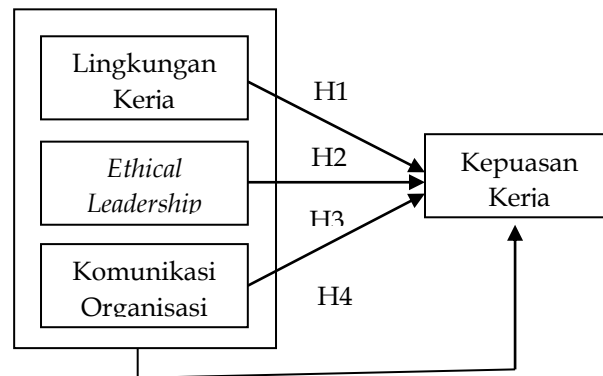 Lingkungan
Kerja
H1
Ethical
Leadership
H2
Kepuasan
Kerja
H3
Komunikasi
Organisasi
H4